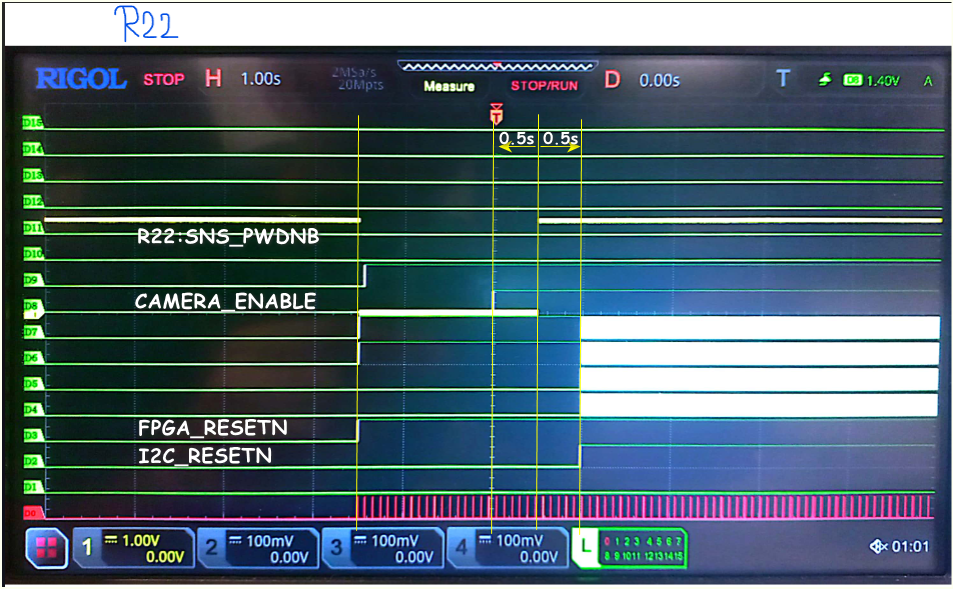 R22
RIGOL STOP H 1.00s 2MSa/s 20Mpts Measure STOP/RUN D 0.00s T D8 1.40V A
T
D15
0.5s 0.5s
D14
D13
D12
D11
R22:SNS_PWDNB
D10
D9
CAMERA_ENABLE
D8
D7
D6
D5
D4
FPGA_RESETN
D3
I2C_RESETN
D2
D1
D0
1 1.00V 0.00V 2 100mV 0.00V 3 100mV 0.00V 4 100mV 0.00V L 0 1 2 3 4 5 6 7 8 9 10 11 12 13 14 15 01:01